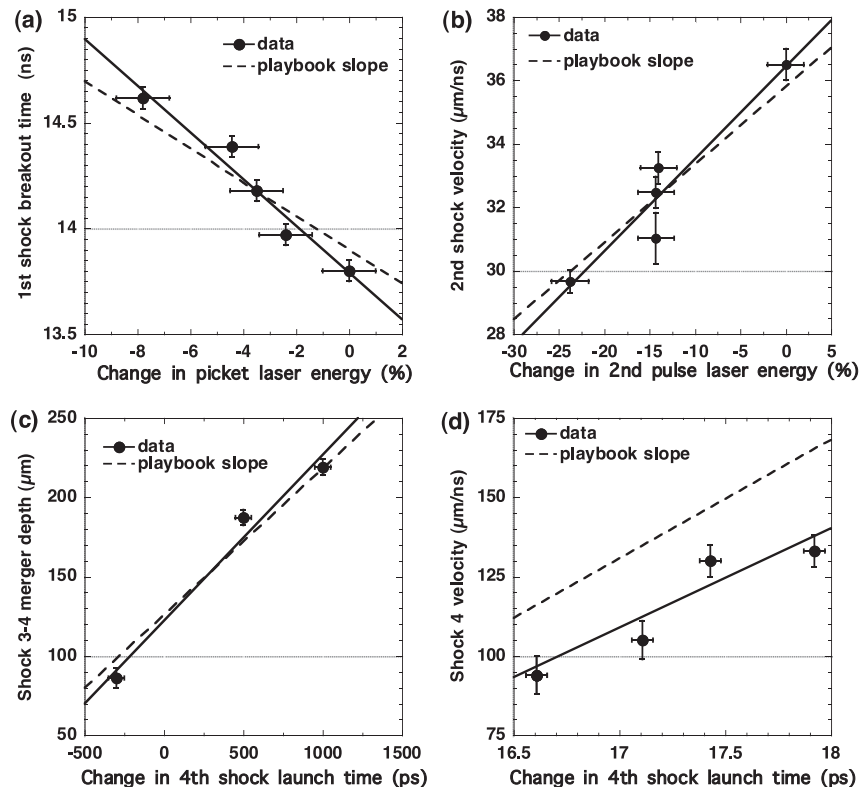 (a)
15
14.5
14
13.5
1st shock breakout time (ns)
data
playbook slope
-10 -8 -6 -4 -2 0 2
Change in picket laser energy (%)
(b)
38
36
34
32
30
28
2nd shock velocity (µm/ns)
data
playbook slope
-30 -25 -20 -15 -10 -5 0 5
Change in 2nd pulse laser energy (%)
(c)
250
200
150
100
50
Shock 3-4 merger depth (µm)
data
playbook slope
-500 0 500 1000 1500
Change in 4th shock launch time (ps)
(d)
175
150
125
100
75
Shock 4 velocity (µm/ns)
data
playbook slope
16.5 17 17.5 18
Change in 4th shock launch time (ps)